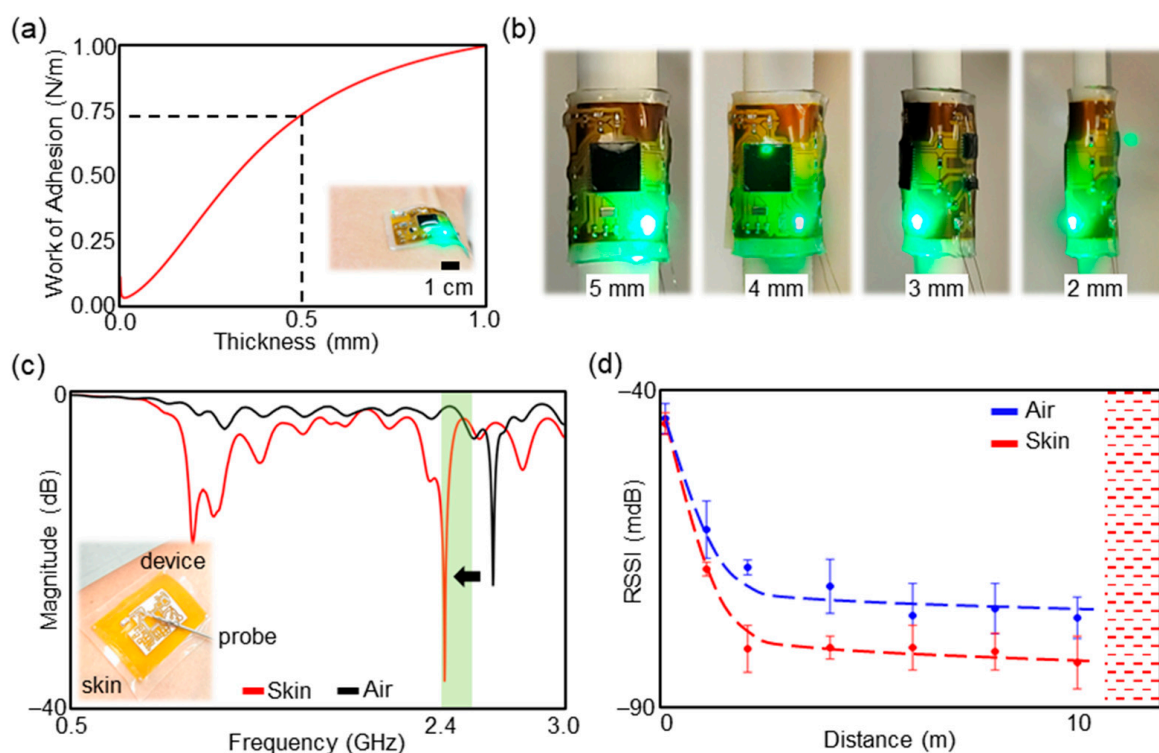 (a)
Work of Adhesion (N/m)
1.00
0.75
0.50
0.25
0.00
0.0
0.5
1.0
Thickness (mm)
1 cm
(b)
5 mm
4 mm
3 mm
2 mm
(c)
Magnitude (dB)
0
−40
0.5
2.4
3.0
Frequency (GHz)
device
probe
skin
Skin
Air
(d)
RSSI (mdB)
−40
−90
0
10
Distance (m)
Air
Skin